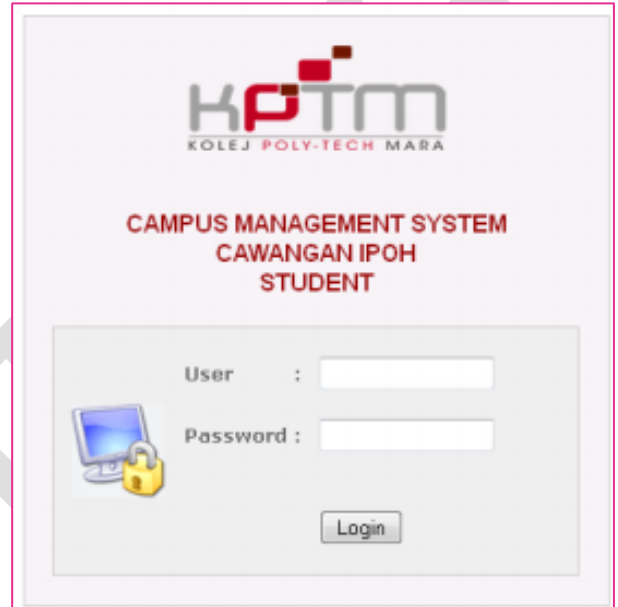 KPTM
KOLEJ POLY-TECH MARA
CAMPUS MANAGEMENT SYSTEM
CAWANGAN IPOH
STUDENT
User :
Password :
Login